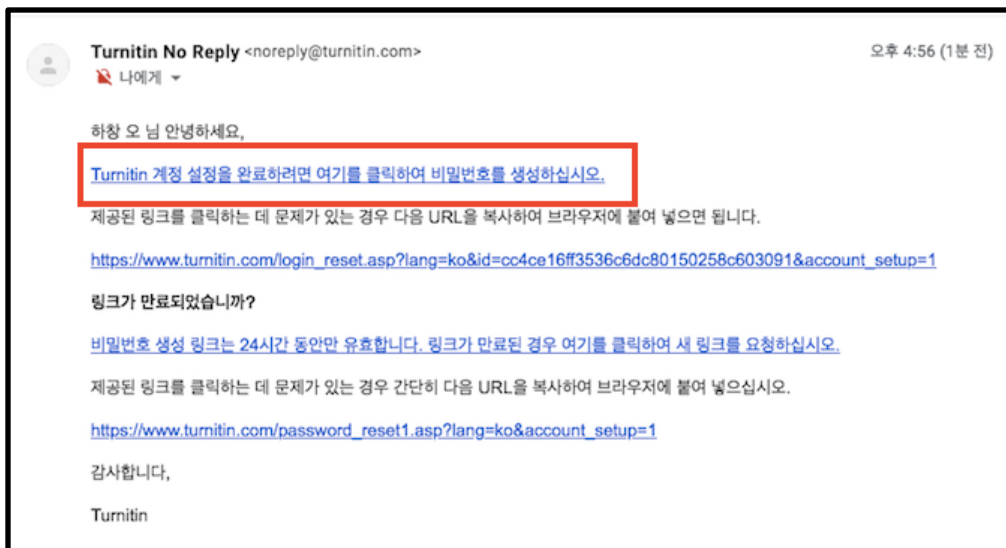 Turnitin No Reply <noreply@turnitin.com>
오후 4:56 (1분 전)
나에게
하창 오 님 안녕하세요,
Turnitin 계정 설정을 완료하려면 여기를 클릭하여 비밀번호를 생성하십시오.
제공된 링크를 클릭하는 데 문제가 있는 경우 다음 URL을 복사하여 브라우저에 붙여 넣으면 됩니다.
https://www.turnitin.com/login_reset.asp?lang=ko&id=cc4ce16ff3536c6dc80150258c603091&account_setup=1
링크가 만료되었습니까?
비밀번호 생성 링크는 24시간 동안만 유효합니다. 링크가 만료된 경우 여기를 클릭하여 새 링크를 요청하십시오.
제공된 링크를 클릭하는 데 문제가 있는 경우 간단히 다음 URL을 복사하여 브라우저에 붙여 넣으십시오.
https://www.turnitin.com/password_reset1.asp?lang=ko&account_setup=1
감사합니다,
Turnitin